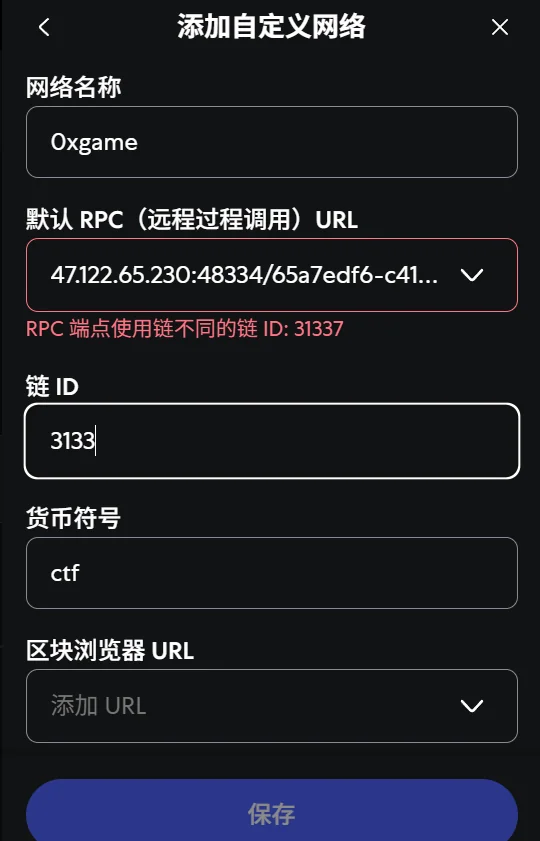 添加自定义网络
网络名称
0xgame
默认 RPC（远程过程调用）URL
47.122.65.230:48334/65a7edf6-c41...
RPC 端点使用链不同的链 ID: 31337
链 ID
3133
货币符号
ctf
区块浏览器 URL
添加 URL
保存